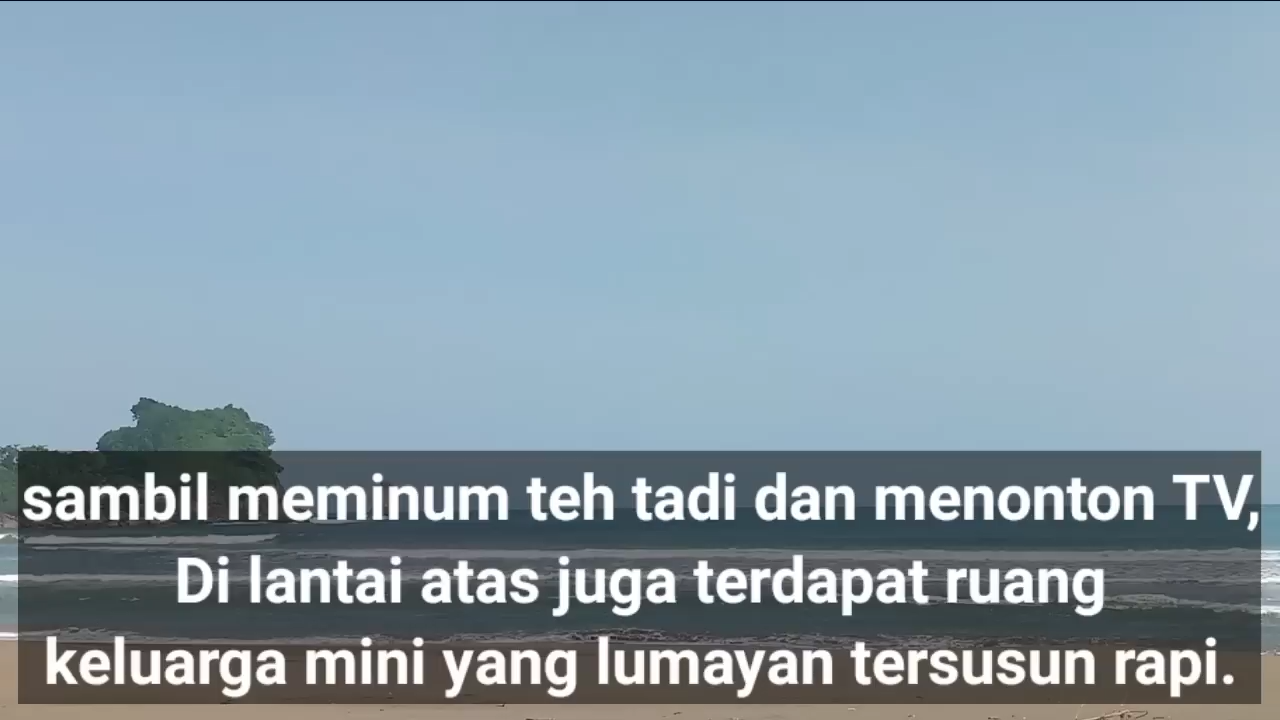 sambil meminum teh tadi dan menonton TV,
Di lantai atas juga terdapat ruang
keluarga mini yang lumayan tersusun rapi.